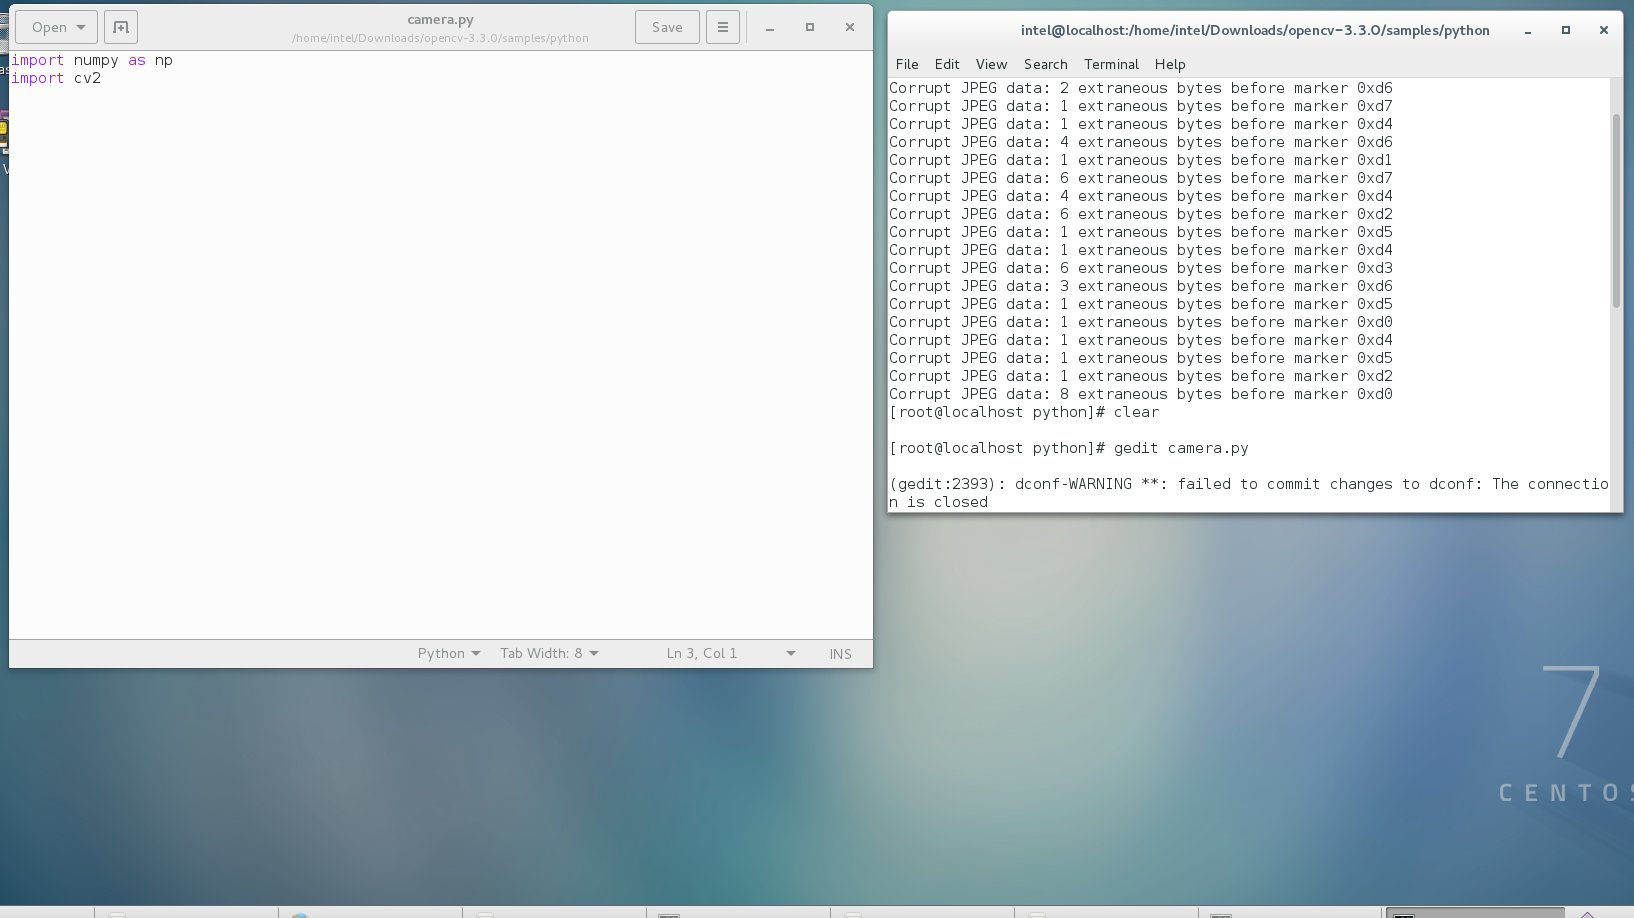 Open
camera.py
/home/intel/Downloads/opencv-3.3.0/samples/python
Save
import numpy as np
import cv2
Python
Tab Width: 8
Ln 3, Col 1
INS
intel@localhost:/home/intel/Downloads/opencv-3.3.0/samples/python
File Edit View Search Terminal Help
Corrupt JPEG data: 2 extraneous bytes before marker 0xd6
Corrupt JPEG data: 1 extraneous bytes before marker 0xd7
Corrupt JPEG data: 1 extraneous bytes before marker 0xd4
Corrupt JPEG data: 4 extraneous bytes before marker 0xd6
Corrupt JPEG data: 1 extraneous bytes before marker 0xd1
Corrupt JPEG data: 6 extraneous bytes before marker 0xd7
Corrupt JPEG data: 4 extraneous bytes before marker 0xd4
Corrupt JPEG data: 6 extraneous bytes before marker 0xd2
Corrupt JPEG data: 1 extraneous bytes before marker 0xd5
Corrupt JPEG data: 1 extraneous bytes before marker 0xd4
Corrupt JPEG data: 6 extraneous bytes before marker 0xd3
Corrupt JPEG data: 3 extraneous bytes before marker 0xd6
Corrupt JPEG data: 1 extraneous bytes before marker 0xd5
Corrupt JPEG data: 1 extraneous bytes before marker 0xd0
Corrupt JPEG data: 1 extraneous bytes before marker 0xd4
Corrupt JPEG data: 1 extraneous bytes before marker 0xd5
Corrupt JPEG data: 1 extraneous bytes before marker 0xd2
Corrupt JPEG data: 8 extraneous bytes before marker 0xd0
[root@localhost python]# clear
[root@localhost python]# gedit camera.py
(gedit:2393): dconf-WARNING **: failed to commit changes to dconf: The connectio
n is closed
7
CENTOS